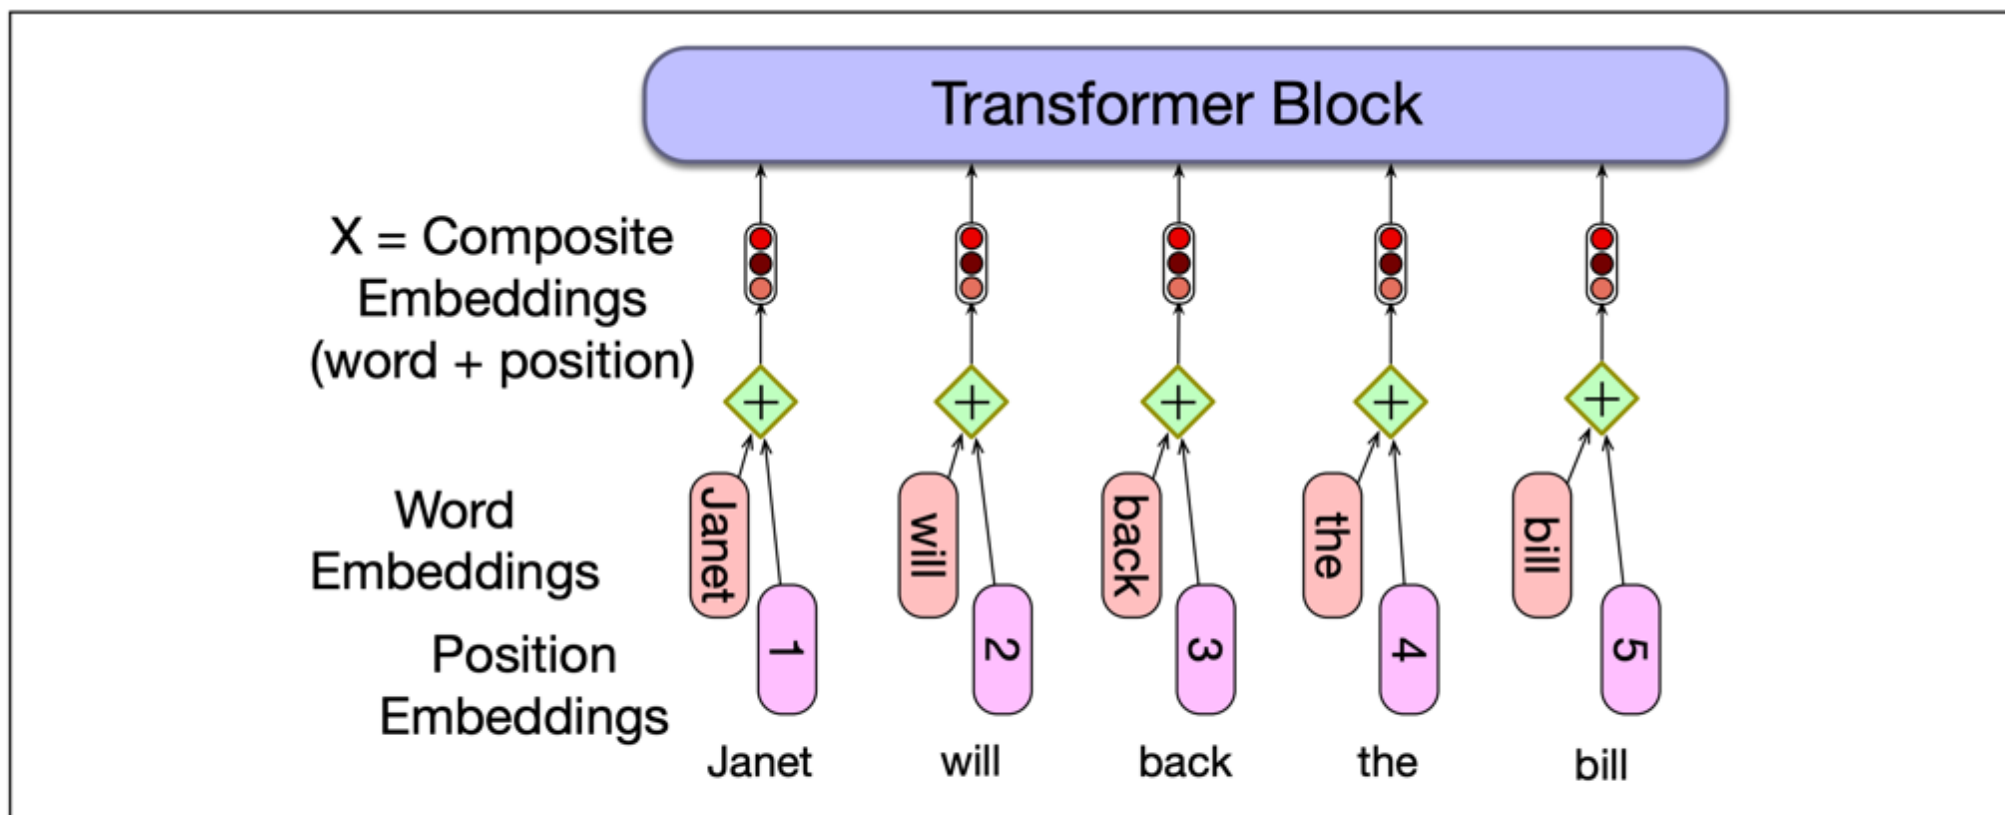 Transformer Block
X = Composite
Embeddings
(word + position)
+ + + + +
Word
Embeddings
Janet will back the bill
Position
Embeddings
1 2 3 4 5
Janet will back the bill